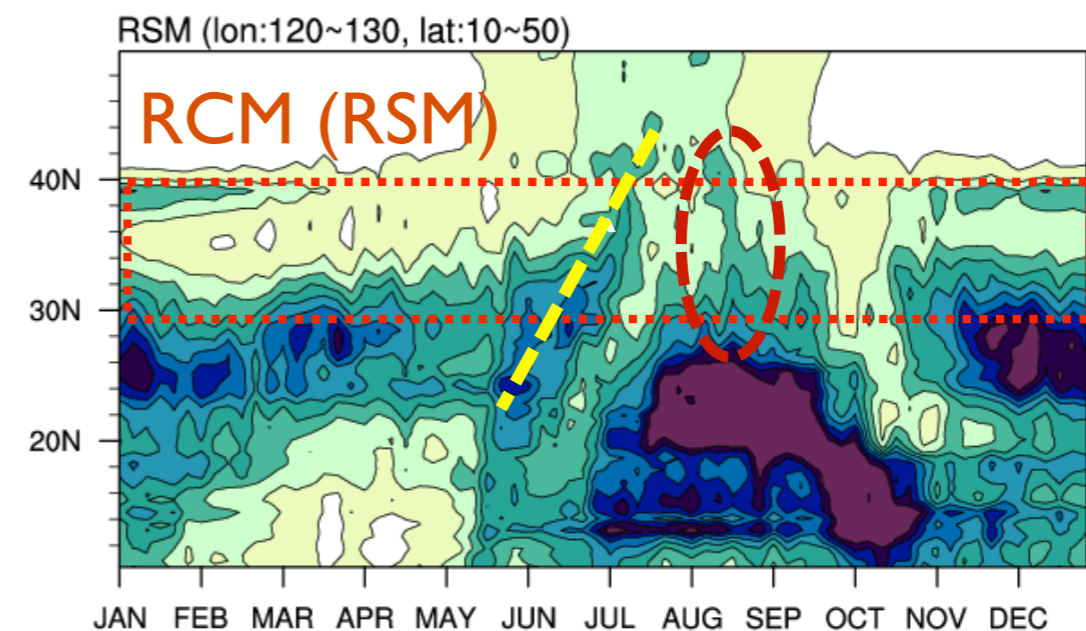 RSM (lon:120~130, lat:10~50)
RCM (RSM)
40N
30N
20N
JAN FEB MAR APR MAY JUN JUL AUG SEP OCT NOV DEC